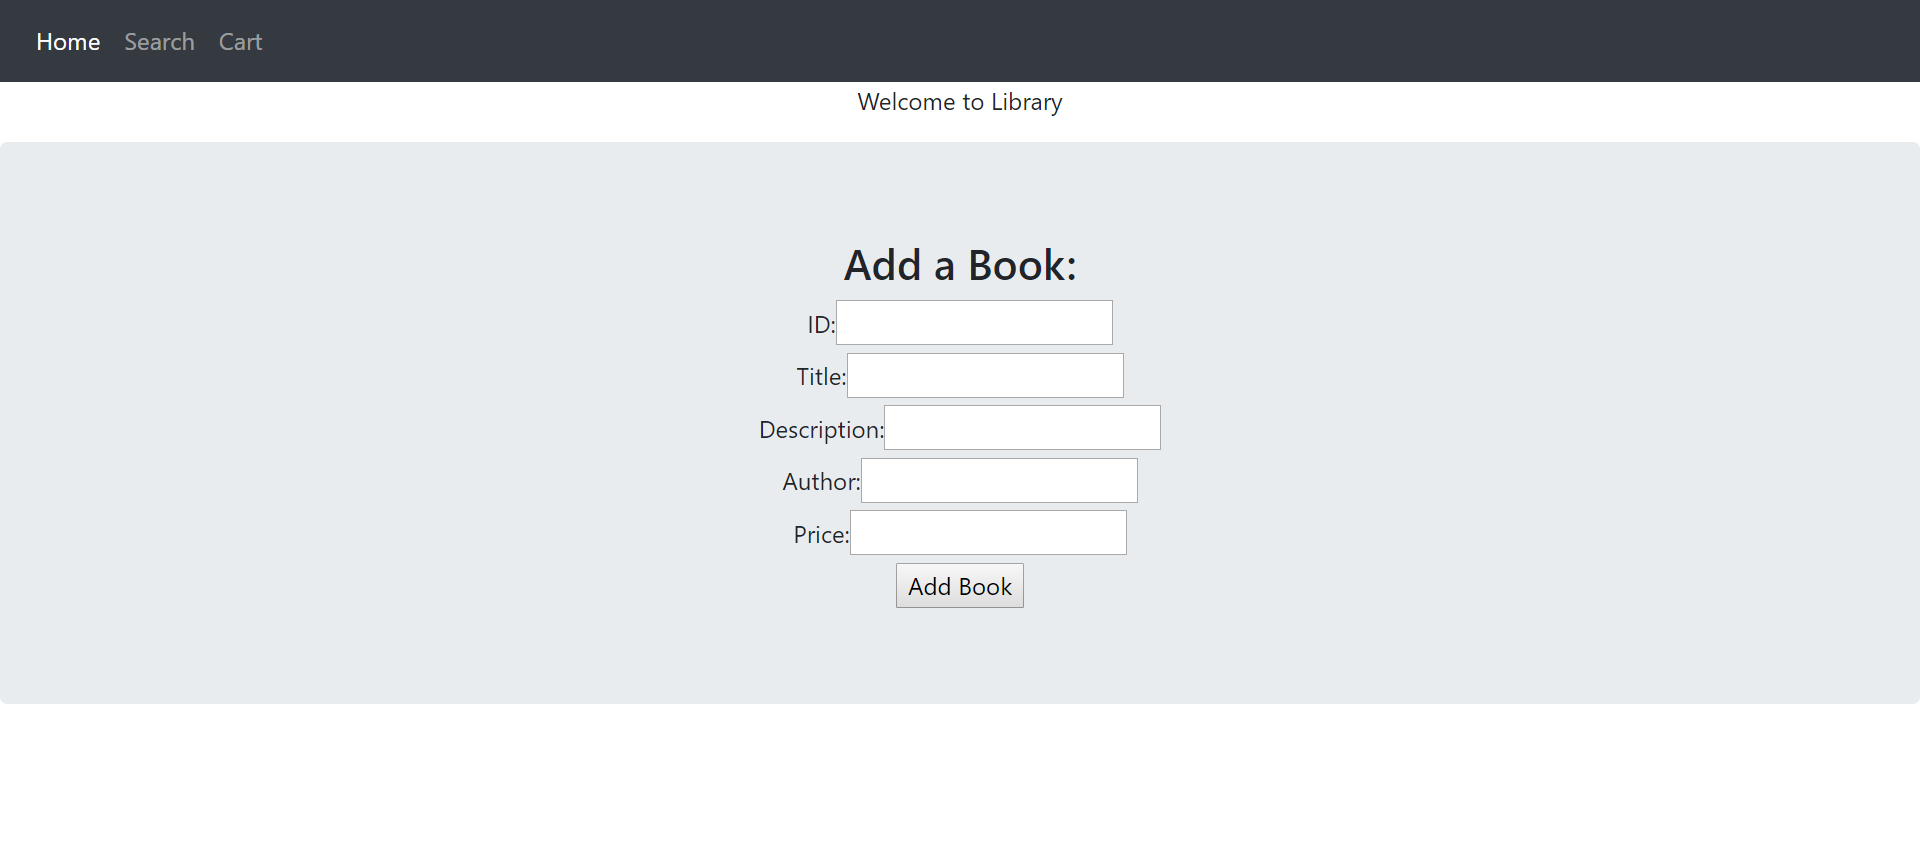 Home Search Cart
Welcome to Library
Add a Book:
ID:
Title:
Description:
Author:
Price:
Add Book